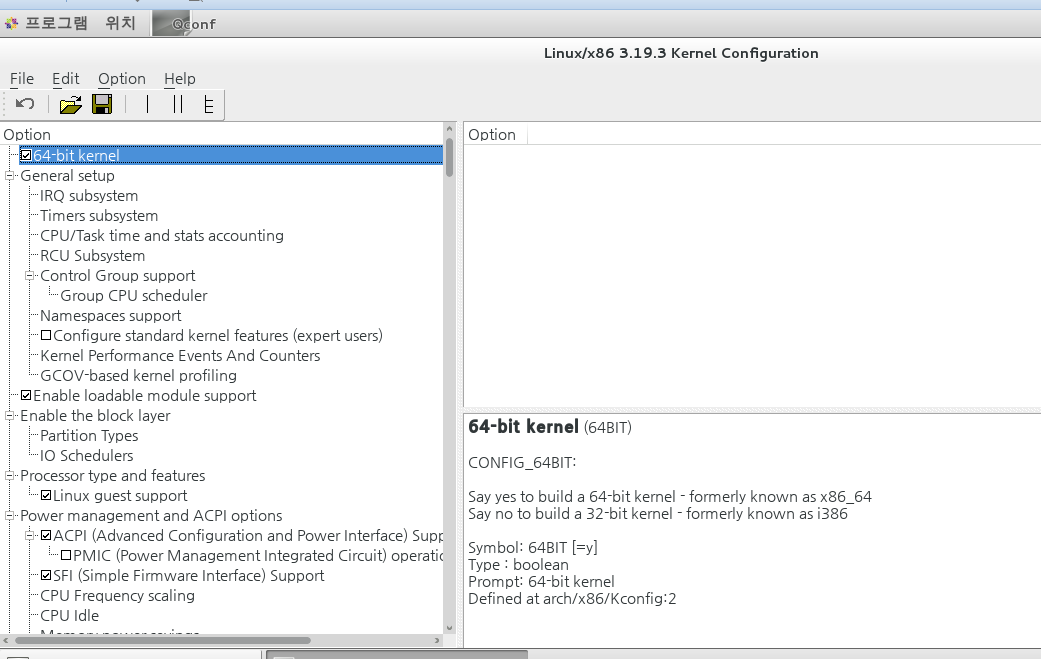 프로그램 위치 Qconf
Linux/x86 3.19.3 Kernel Configuration
File Edit Option Help
Option
64-bit kernel
General setup
IRQ subsystem
Timers subsystem
CPU/Task time and stats accounting
RCU Subsystem
Control Group support
Group CPU scheduler
Namespaces support
Configure standard kernel features (expert users)
Kernel Performance Events And Counters
GCOV-based kernel profiling
Enable loadable module support
Enable the block layer
Partition Types
IO Schedulers
Processor type and features
Linux guest support
Power management and ACPI options
ACPI (Advanced Configuration and Power Interface) Supp
PMIC (Power Management Integrated Circuit) operatio
SFI (Simple Firmware Interface) Support
CPU Frequency scaling
CPU Idle
Memory power savings
Option
64-bit kernel (64BIT)
CONFIG_64BIT:
Say yes to build a 64-bit kernel - formerly known as x86_64
Say no to build a 32-bit kernel - formerly known as i386
Symbol: 64BIT [=y]
Type : boolean
Prompt: 64-bit kernel
Defined at arch/x86/Kconfig:2